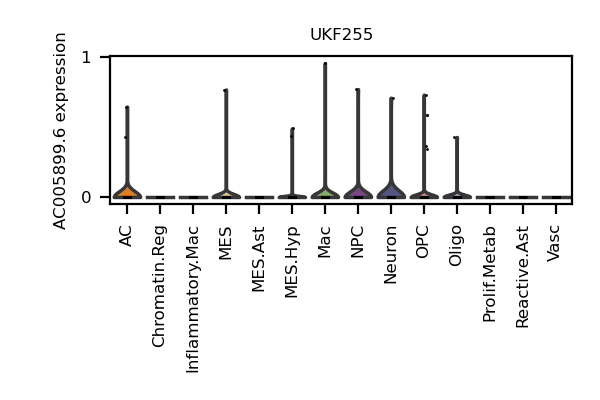 UKF255
AC005899.6 expression
1
0
AC
Chromatin.Reg
Inflammatory.Mac
MES
MES.Ast
MES.Hyp
Mac
NPC
Neuron
OPC
Oligo
Prolif.Metab
Reactive.Ast
Vasc